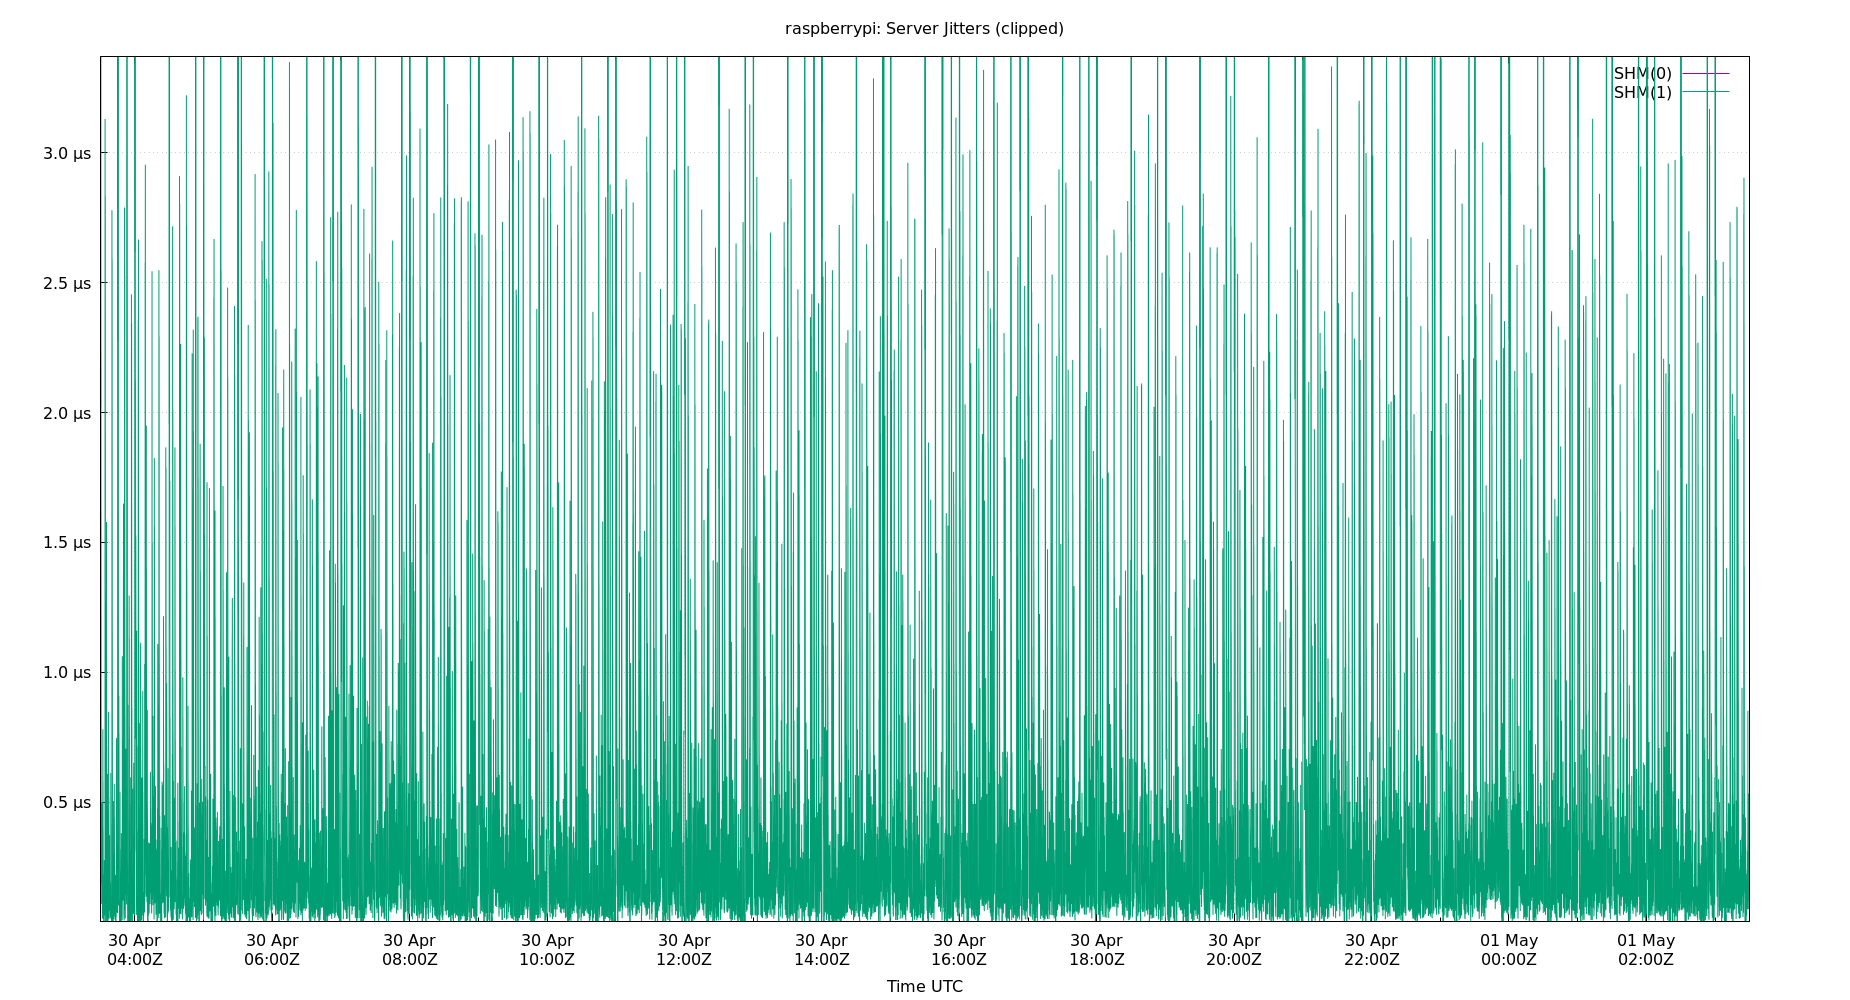 raspberrypi: Server Jitters (clipped)
SHM(0)
SHM(1)
3.0 µs
2.5 µs
2.0 µs
1.5 µs
1.0 µs
0.5 µs
30 Apr 30 Apr 30 Apr 30 Apr 30 Apr 30 Apr 30 Apr 30 Apr 30 Apr 30 Apr 01 May 01 May
04:00Z 06:00Z 08:00Z 10:00Z 12:00Z 14:00Z 16:00Z 18:00Z 20:00Z 22:00Z 00:00Z 02:00Z
Time UTC